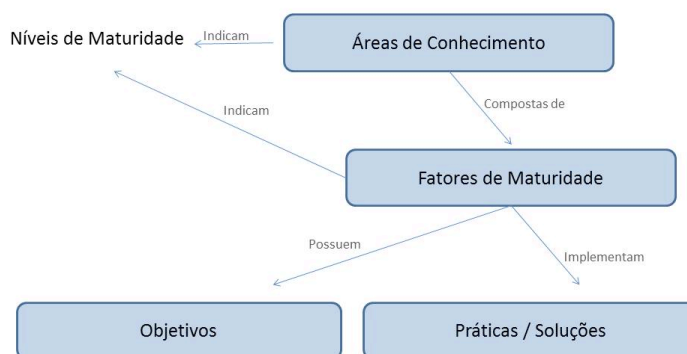 Níveis de Maturidade
Indicam
Áreas de Conhecimento
Compostas de
Indicam
Fatores de Maturidade
Possuem
Implementam
Objetivos
Práticas / Soluções